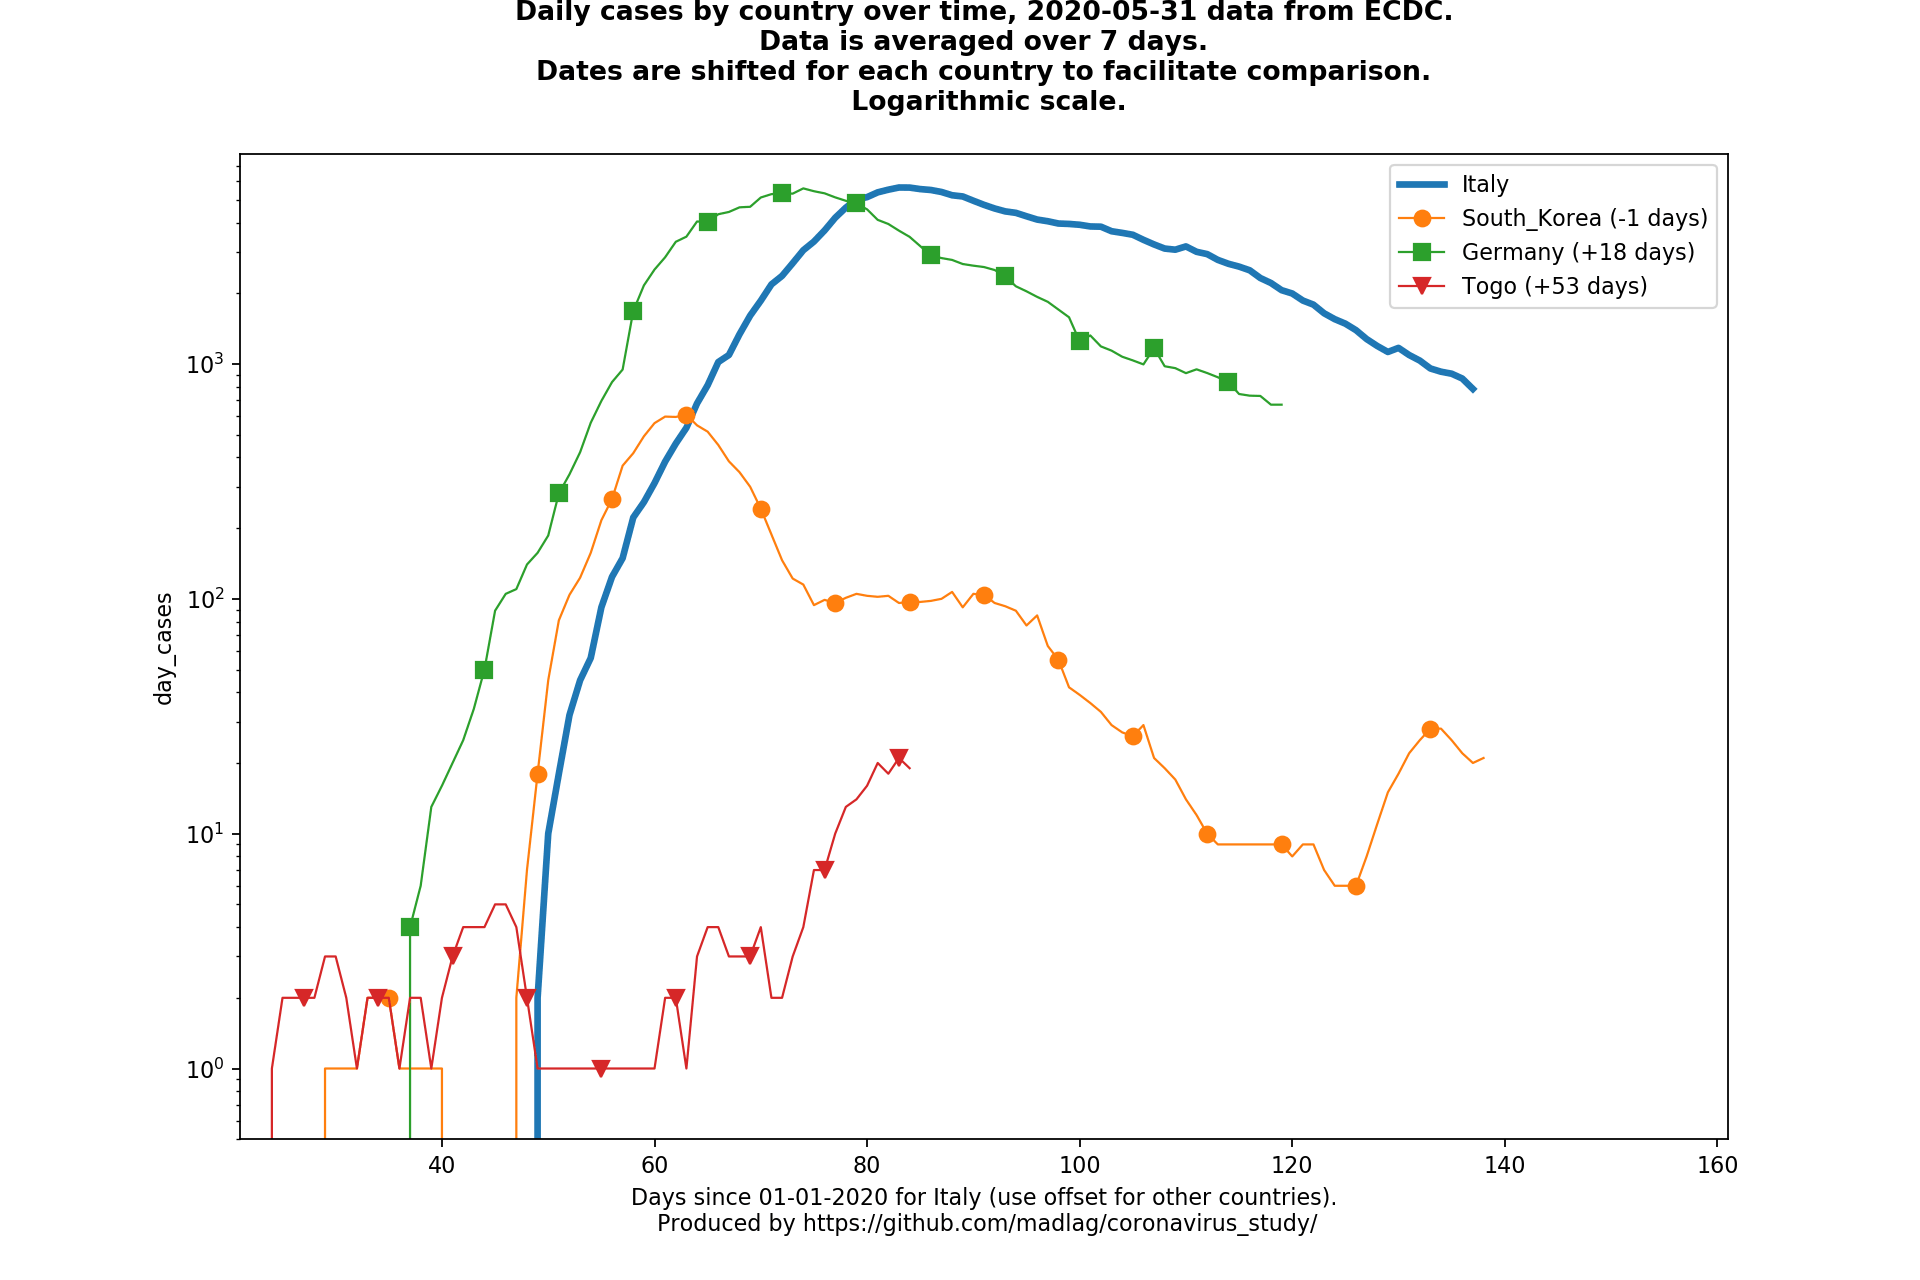 Daily cases by country over time, 2020-05-31 data from ECDC.
Data is averaged over 7 days.
Dates are shifted for each country to facilitate comparison.
Logarithmic scale.
Italy
South_Korea (-1 days)
Germany (+18 days)
Togo (+53 days)
day_cases
10³
10²
10¹
10⁰
40 60 80 100 120 140 160
Days since 01-01-2020 for Italy (use offset for other countries).
Produced by https://github.com/madlag/coronavirus_study/